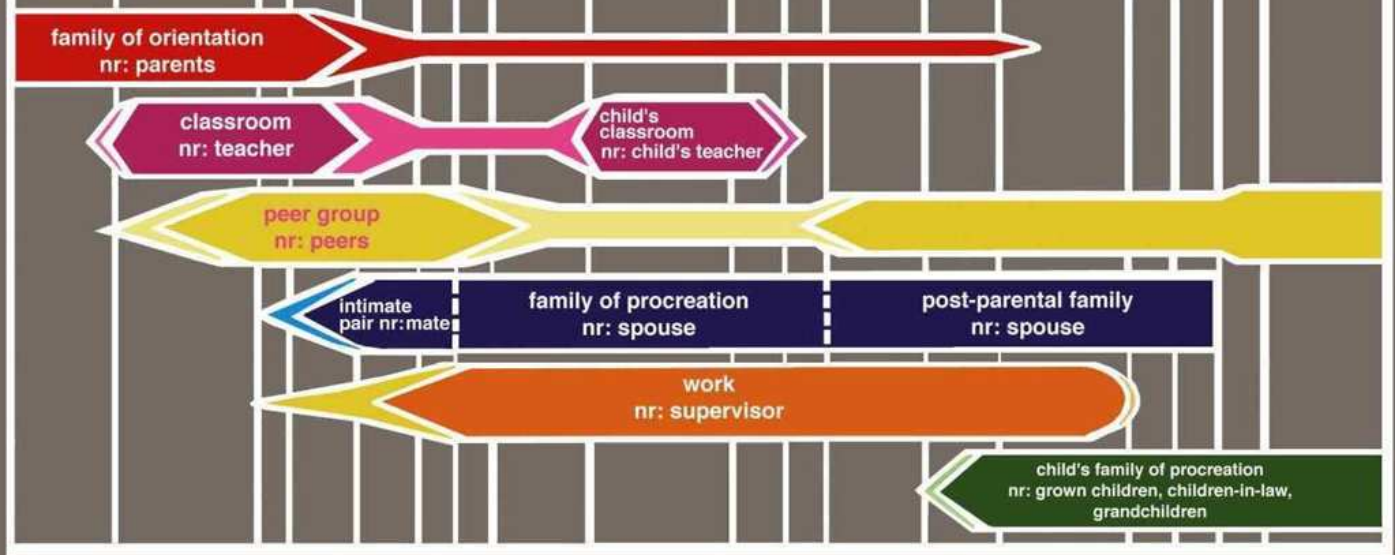 family of orientation
nr: parents
classroom
nr: teacher
child's
classroom
nr: child's teacher
peer group
nr: peers
intimate
pair nr:mate
family of procreation
nr: spouse
post-parental family
nr: spouse
work
nr: supervisor
child's family of procreation
nr: grown children, children-in-law,
grandchildren